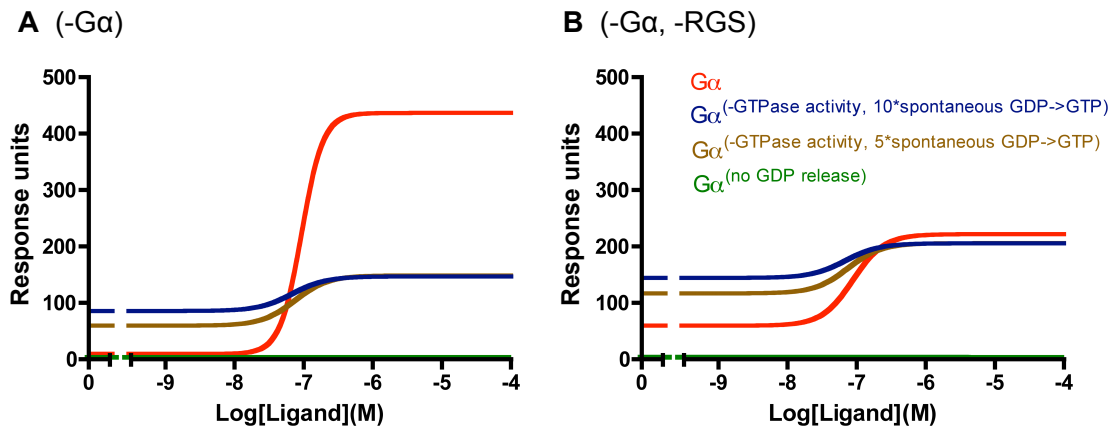 A (-Gα)
500
400
300
200
100
0
Response units
0 -9 -8 -7 -6 -5 -4
Log[Ligand](M)
B (-Gα, -RGS)
500
400
300
200
100
0
Response units
Gα
Gα(-GTPase activity, 10*spontaneous GDP->GTP)
Gα(-GTPase activity, 5*spontaneous GDP->GTP)
Gα(no GDP release)
0 -9 -8 -7 -6 -5 -4
Log[Ligand](M)